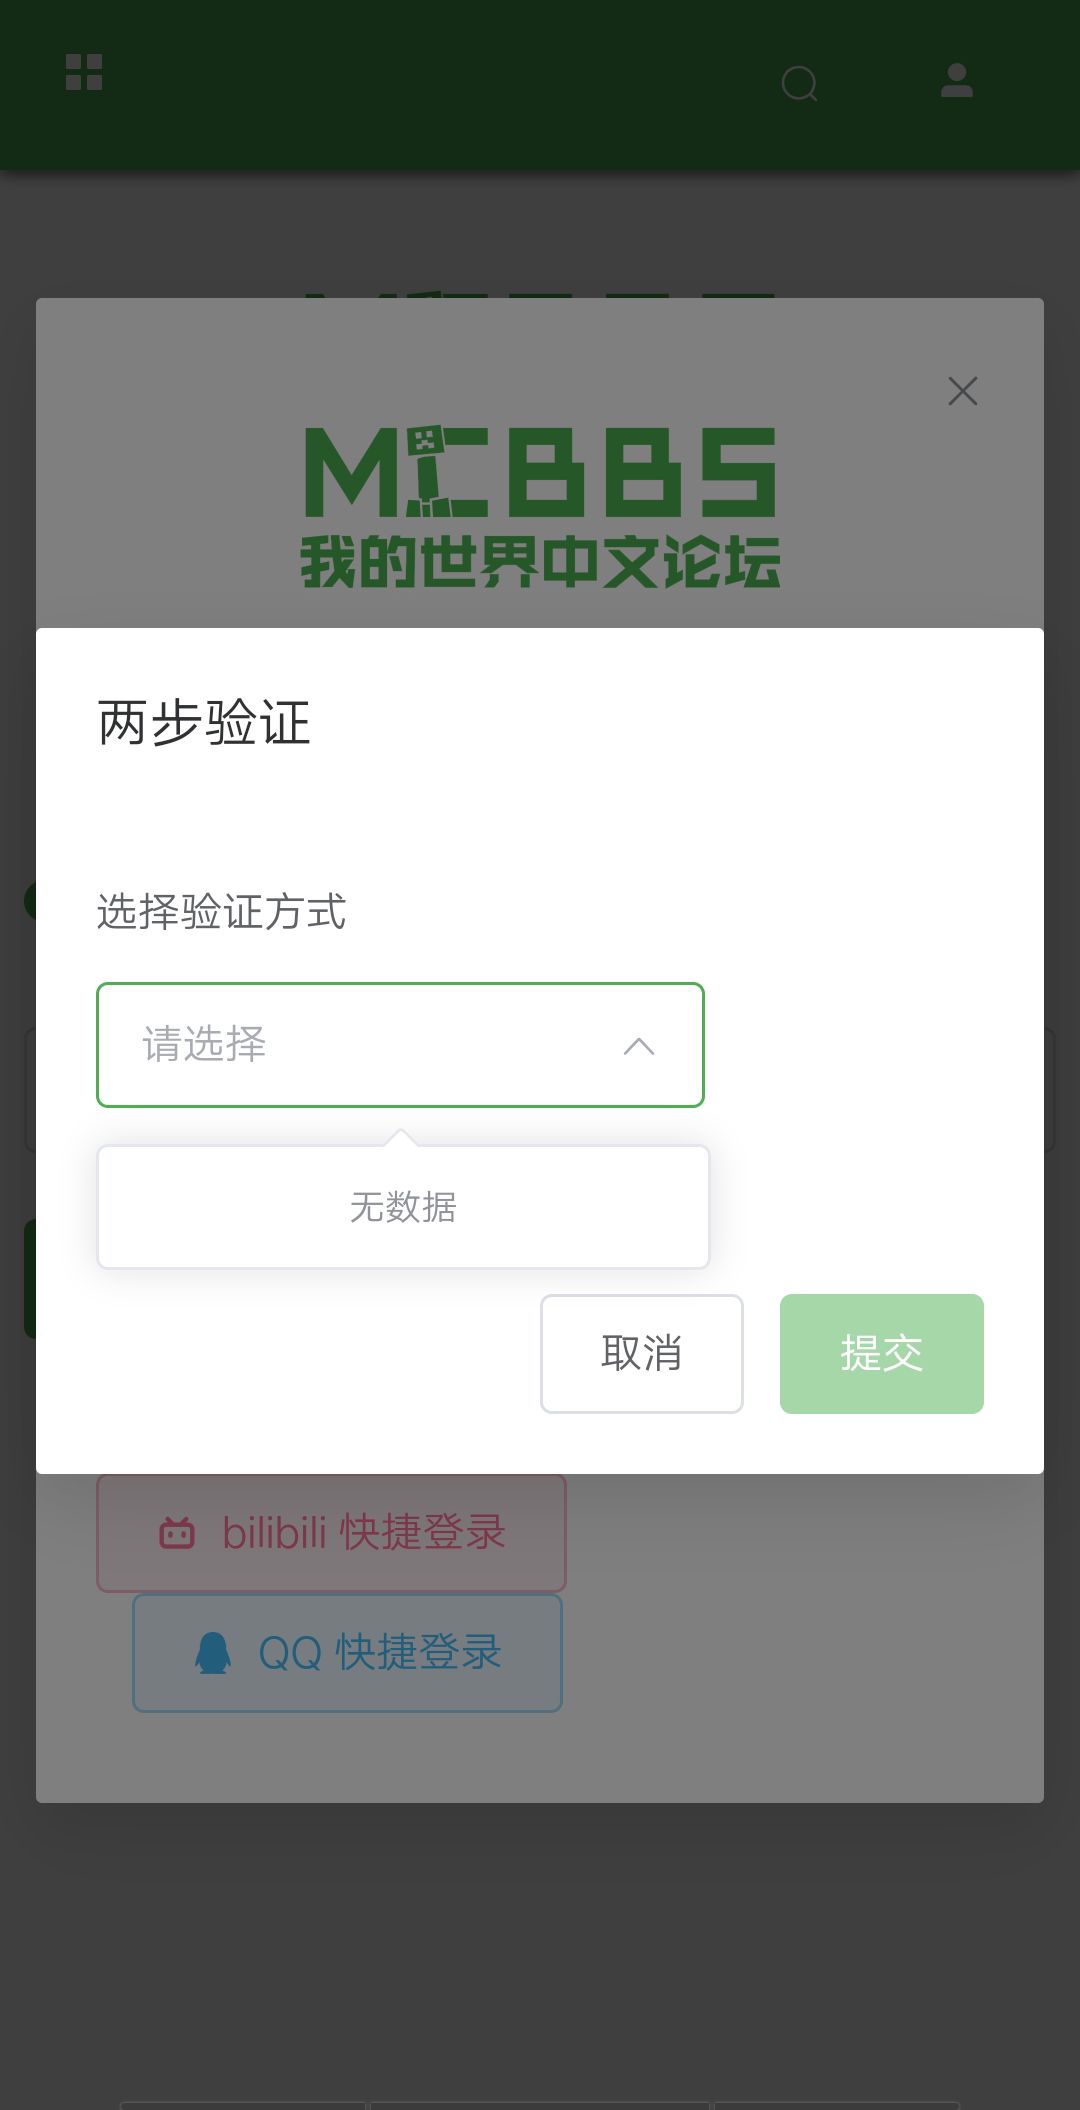 MCBBS
我的世界中文论坛
两步验证
选择验证方式
请选择
无数据
取消
提交
bilibili 快捷登录
QQ 快捷登录